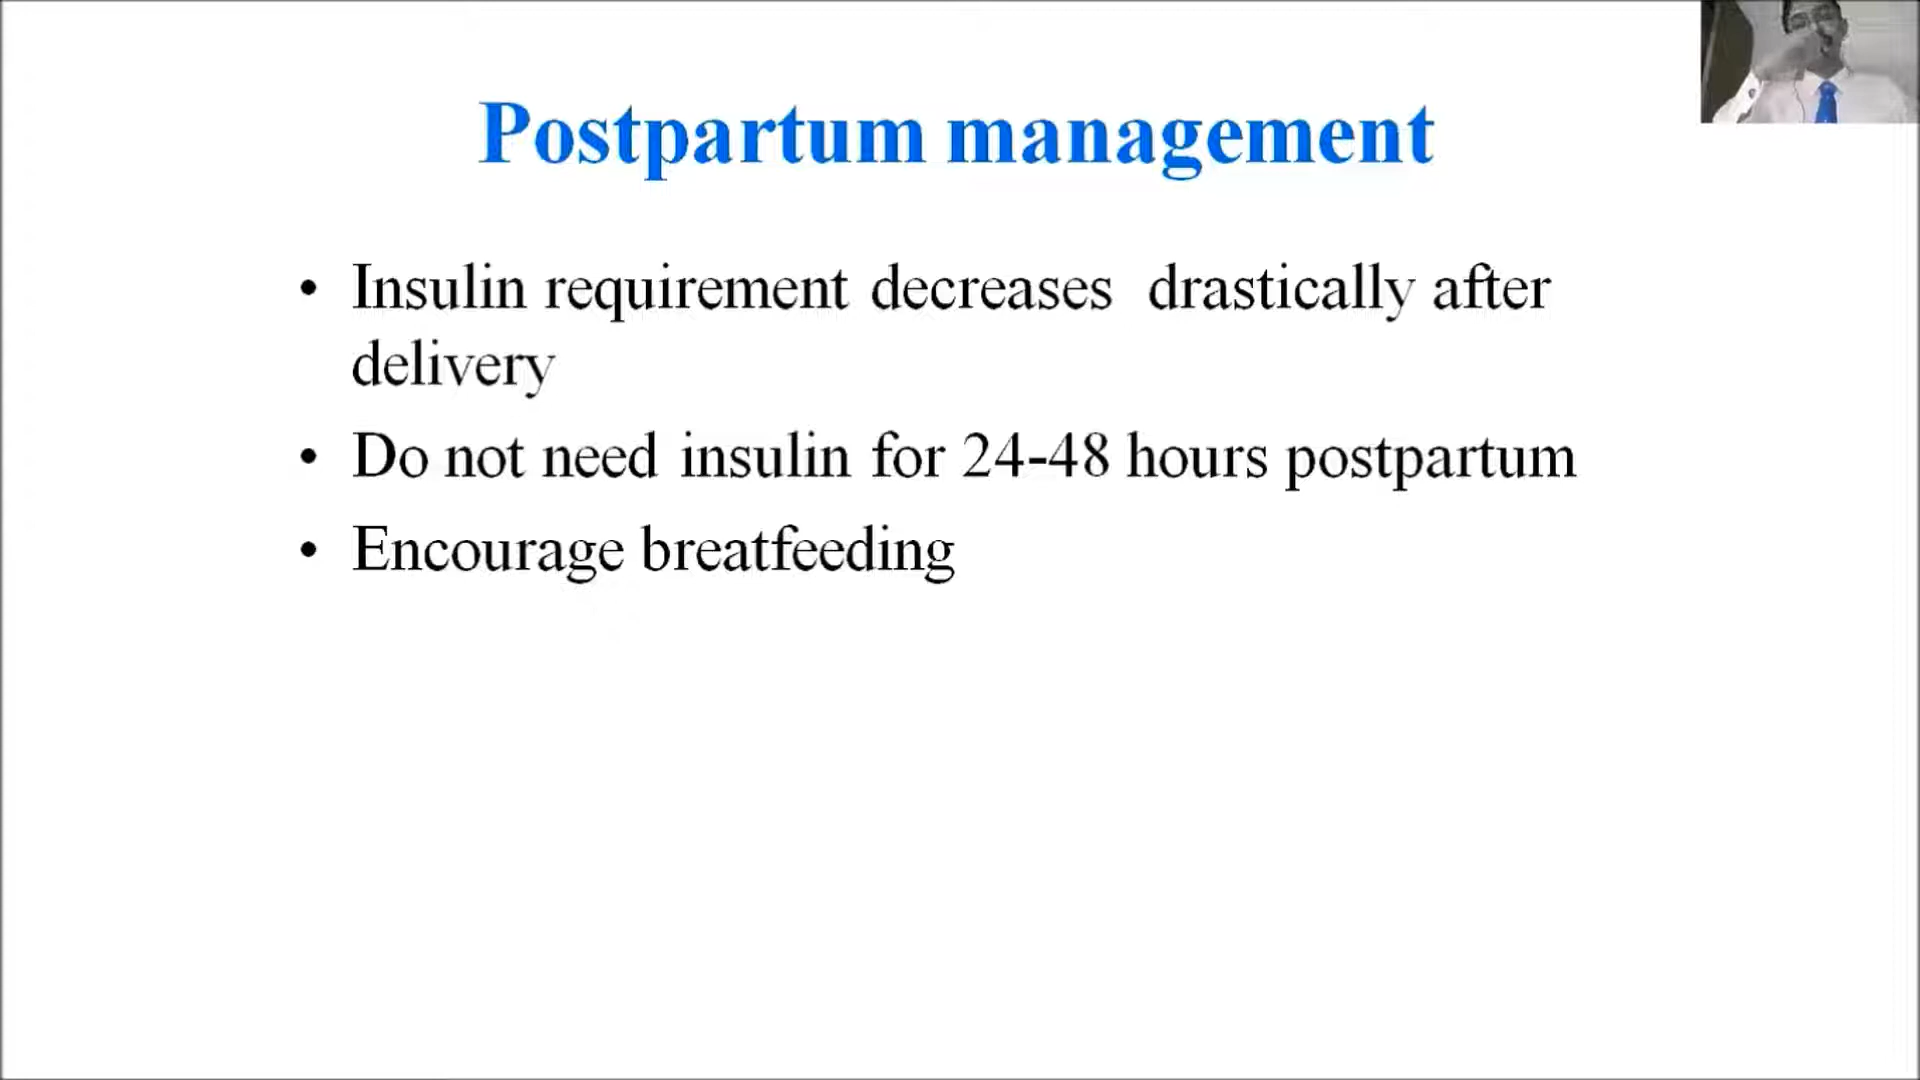 Postpartum management
• Insulin requirement decreases drastically after
delivery
• Do not need insulin for 24-48 hours postpartum
• Encourage breatfeeding